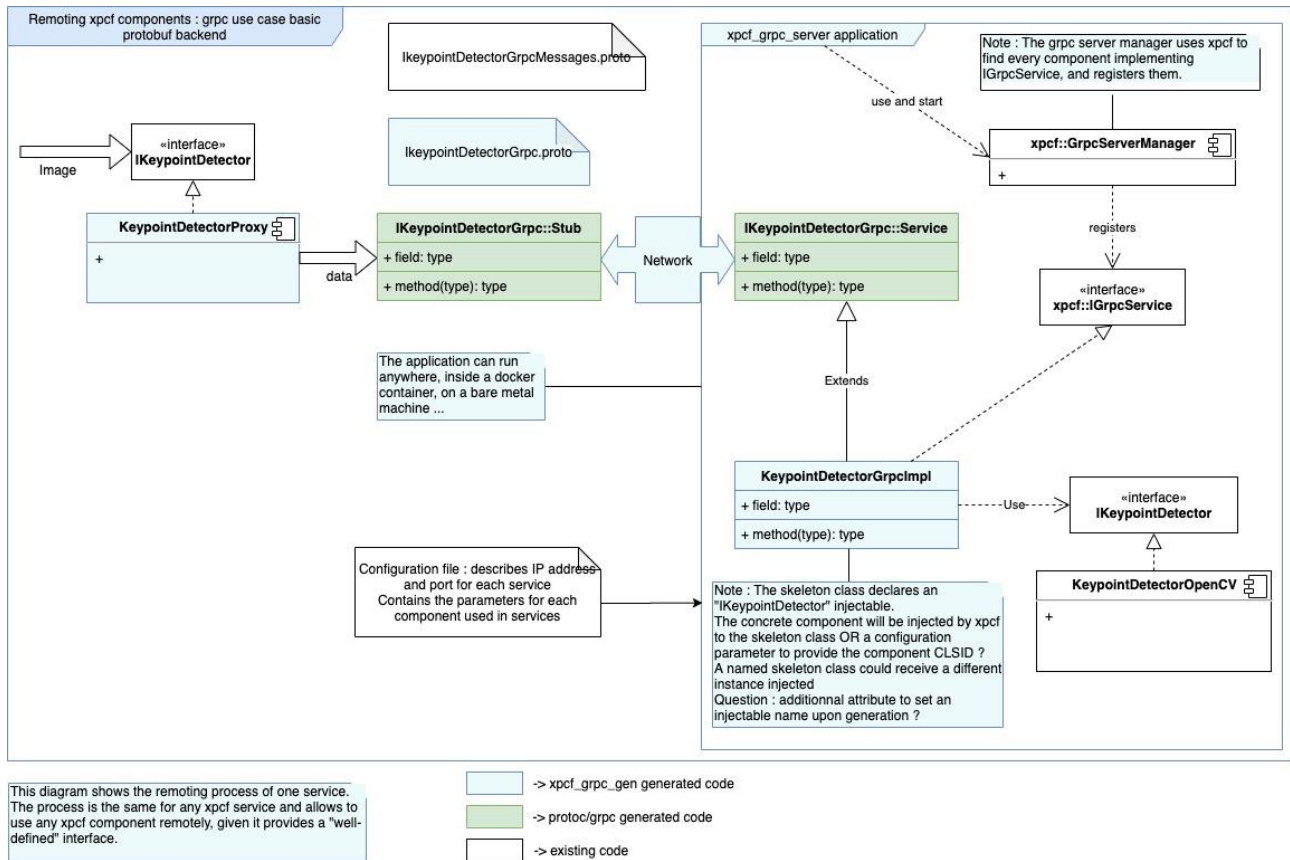 Remoting xpcf components : grpc use case basic
protobuf backend
IkeypointDetectorGrpcMessages.proto
xpcf_grpc_server application
Note : The grpc server manager uses xpcf to
find every component implementing
IGrpcService, and registers them.
use and start
«interface»
IKeypointDetector
Image
IkeypointDetectorGrpc.proto
xpcf::GrpcServerManager
+
KeypointDetectorProxy
+
data
IKeypointDetectorGrpc::Stub
+ field: type
+ method(type): type
Network
IKeypointDetectorGrpc::Service
+ field: type
+ method(type): type
registers
«interface»
xpcf::IGrpcService
The application can run
anywhere, inside a docker
container, on a bare metal
machine ...
Extends
KeypointDetectorGrpcImpl
+ field: type
+ method(type): type
Use
«interface»
IKeypointDetector
Configuration file : describes IP address
and port for each service
Contains the parameters for each
component used in services
Note : The skeleton class declares an
"IKeypointDetector" injectable.
The concrete component will be injected by xpcf
to the skeleton class OR a configuration
parameter to provide the component CLSID ?
A named skeleton class could receive a different
instance injected
Question : additionnal attribute to set an
injectable name upon generation ?
KeypointDetectorOpenCV
+
This diagram shows the remoting process of one service.
The process is the same for any xpcf service and allows to
use any xpcf component remotely, given it provides a "well-
defined" interface.
-> xpcf_grpc_gen generated code
-> protoc/grpc generated code
-> existing code